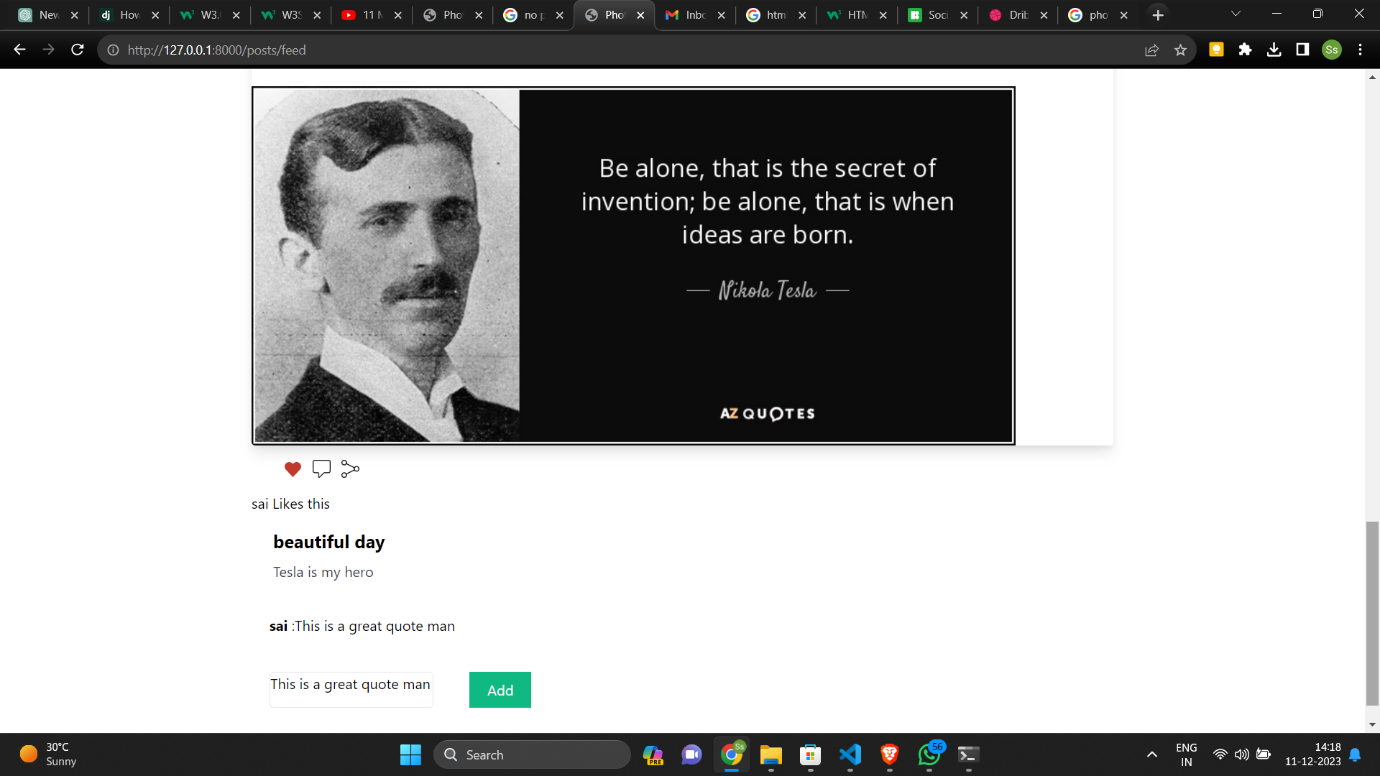 New
How
W3.
W3S
11 M
Pho
no p
Pho
Inbo
htm
HTM
Soci
Drib
pho
http://127.0.0.1:8000/posts/feed
Ss
Be alone, that is the secret of
invention; be alone, that is when
ideas are born.
Nikola Tesla
AZ QUOTES
sai Likes this
beautiful day
Tesla is my hero
sai :This is a great quote man
This is a great quote man
Add
30°C
Sunny
Search
PRE
Ss
56
ENG
IN
14:18
11-12-2023